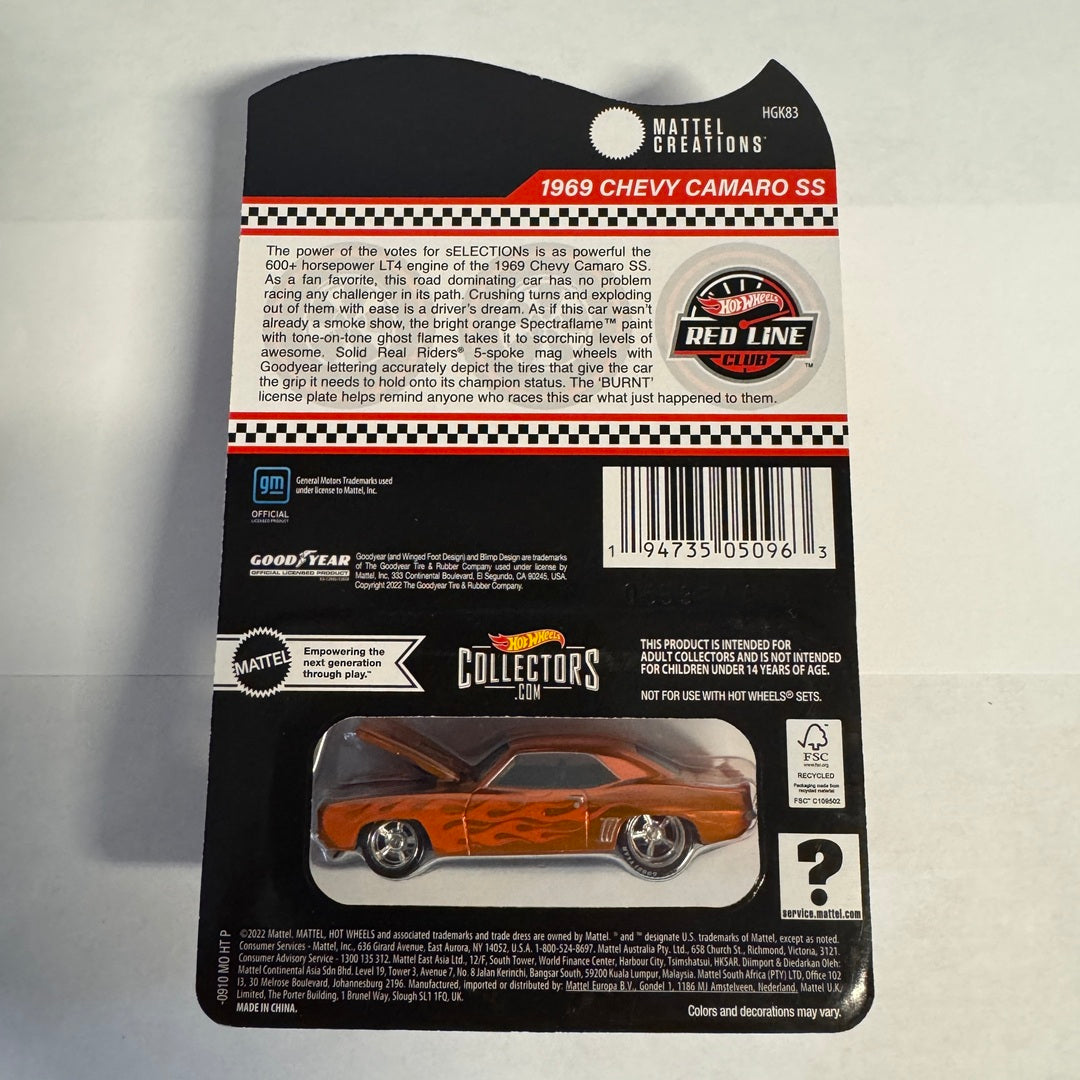 HGK83
MATTEL
CREATIONS™
1969 CHEVY CAMARO SS
The power of the votes for sELECTIONs is as powerful the
600+ horsepower LT4 engine of the 1969 Chevy Camaro SS.
As a fan favorite, this road dominating car has no problem
racing any challenger in its path. Crushing turns and exploding
out of them with ease is a driver's dream. As if this car wasn't
already a smoke show, the bright orange Spectraflame™ paint
with tone-on-tone ghost flames takes it to scorching levels of
awesome. Solid Real Riders® 5-spoke mag wheels with
Goodyear lettering accurately depict the tires that give the car
the grip it needs to hold onto its champion status. The 'BURNT'
license plate helps remind anyone who races this car what just happened to them.
HOT WHEELS
RED LINE
CLUB™
gm
OFFICIAL
LICENSED PRODUCT
General Motors Trademarks used
under license to Mattel, Inc.
1 94735 05096 3
GOODYEAR
OFFICIAL LICENSED PRODUCT
Goodyear (and Winged Foot Design) and Blimp Design are trademarks
of The Goodyear Tire & Rubber Company used under license by
Mattel, Inc, 333 Continental Boulevard, El Segundo, CA 90245, USA.
Copyright 2022 The Goodyear Tire & Rubber Company.
MATTEL
Empowering the
next generation
through play.™
HOT WHEELS
COLLECTORS
.COM
THIS PRODUCT IS INTENDED FOR
ADULT COLLECTORS AND IS NOT INTENDED
FOR CHILDREN UNDER 14 YEARS OF AGE.
NOT FOR USE WITH HOT WHEELS® SETS.
FSC
www.fsc.org
RECYCLED
Packaging made from
recycled material
FSC™ C109502
GOODYEAR
?
service.mattel.com
-0910 MO HT P
©2022 Mattel. MATTEL, HOT WHEELS and associated trademarks and trade dress are owned by Mattel. ® and ™ designate U.S. trademarks of Mattel, except as noted.
Consumer Services - Mattel, Inc., 636 Girard Avenue, East Aurora, NY 14052, U.S.A. 1-800-524-8697. Mattel Australia Pty. Ltd., 658 Church St., Richmond, Victoria, 3121.
Consumer Advisory Service - 1300 135 312. Mattel East Asia Ltd., 12/F, South Tower, World Finance Center, Harbour City, Tsimshatsui, HKSAR. Diimport & Diedarkan Oleh:
Mattel Continental Asia Sdn Bhd. Level 19, Tower 3, Avenue 7, No. 8 Jalan Kerinchi, Bangsar South, 59200 Kuala Lumpur, Malaysia. Mattel South Africa (PTY) LTD, Office 102
I3, 30 Melrose Boulevard, Johannesburg 2196. Manufactured, imported or distributed by: Mattel Europa B.V., Gondel 1, 1186 MJ Amstelveen, Nederland. Mattel U.K.
Limited, The Porter Building, 1 Brunel Way, Slough SL1 1FQ, UK.
MADE IN CHINA.
Colors and decorations may vary.